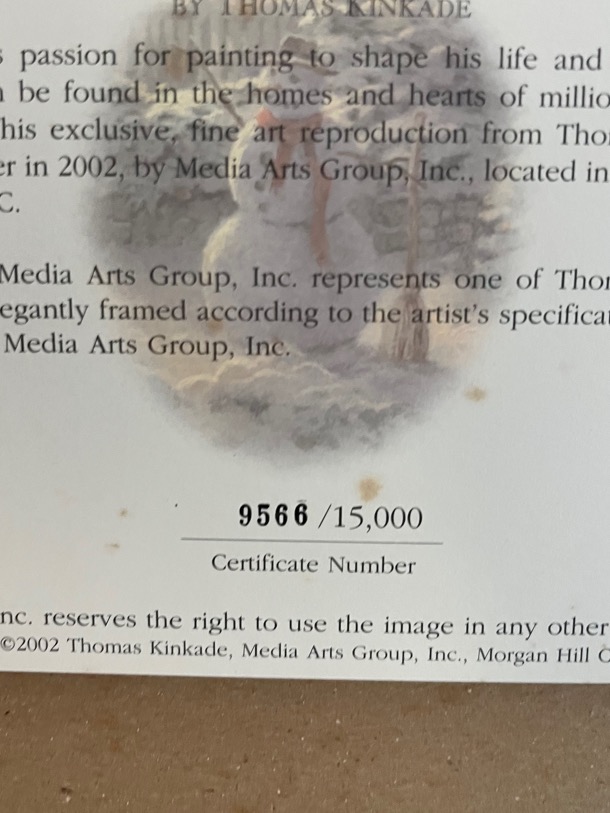 BY THOMAS KINKADE
s passion for painting to shape his life and
n be found in the homes and hearts of millio
his exclusive, fine art reproduction from Thor
er in 2002, by Media Arts Group, Inc., located in
C.
Media Arts Group, Inc. represents one of Thor
egantly framed according to the artist's specificat
Media Arts Group, Inc.
9566 /15,000
Certificate Number
nc. reserves the right to use the image in any other
©2002 Thomas Kinkade, Media Arts Group, Inc., Morgan Hill C